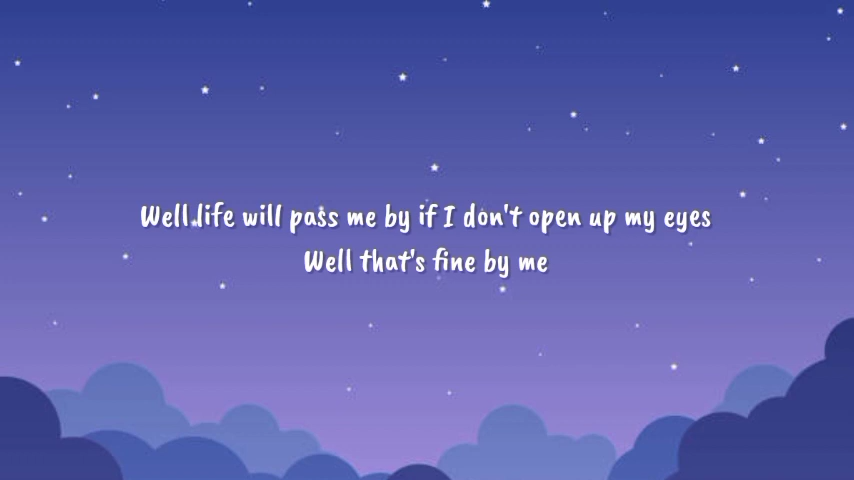 Well life will pass me by if I don't open up my eyes
Well that's fine by me